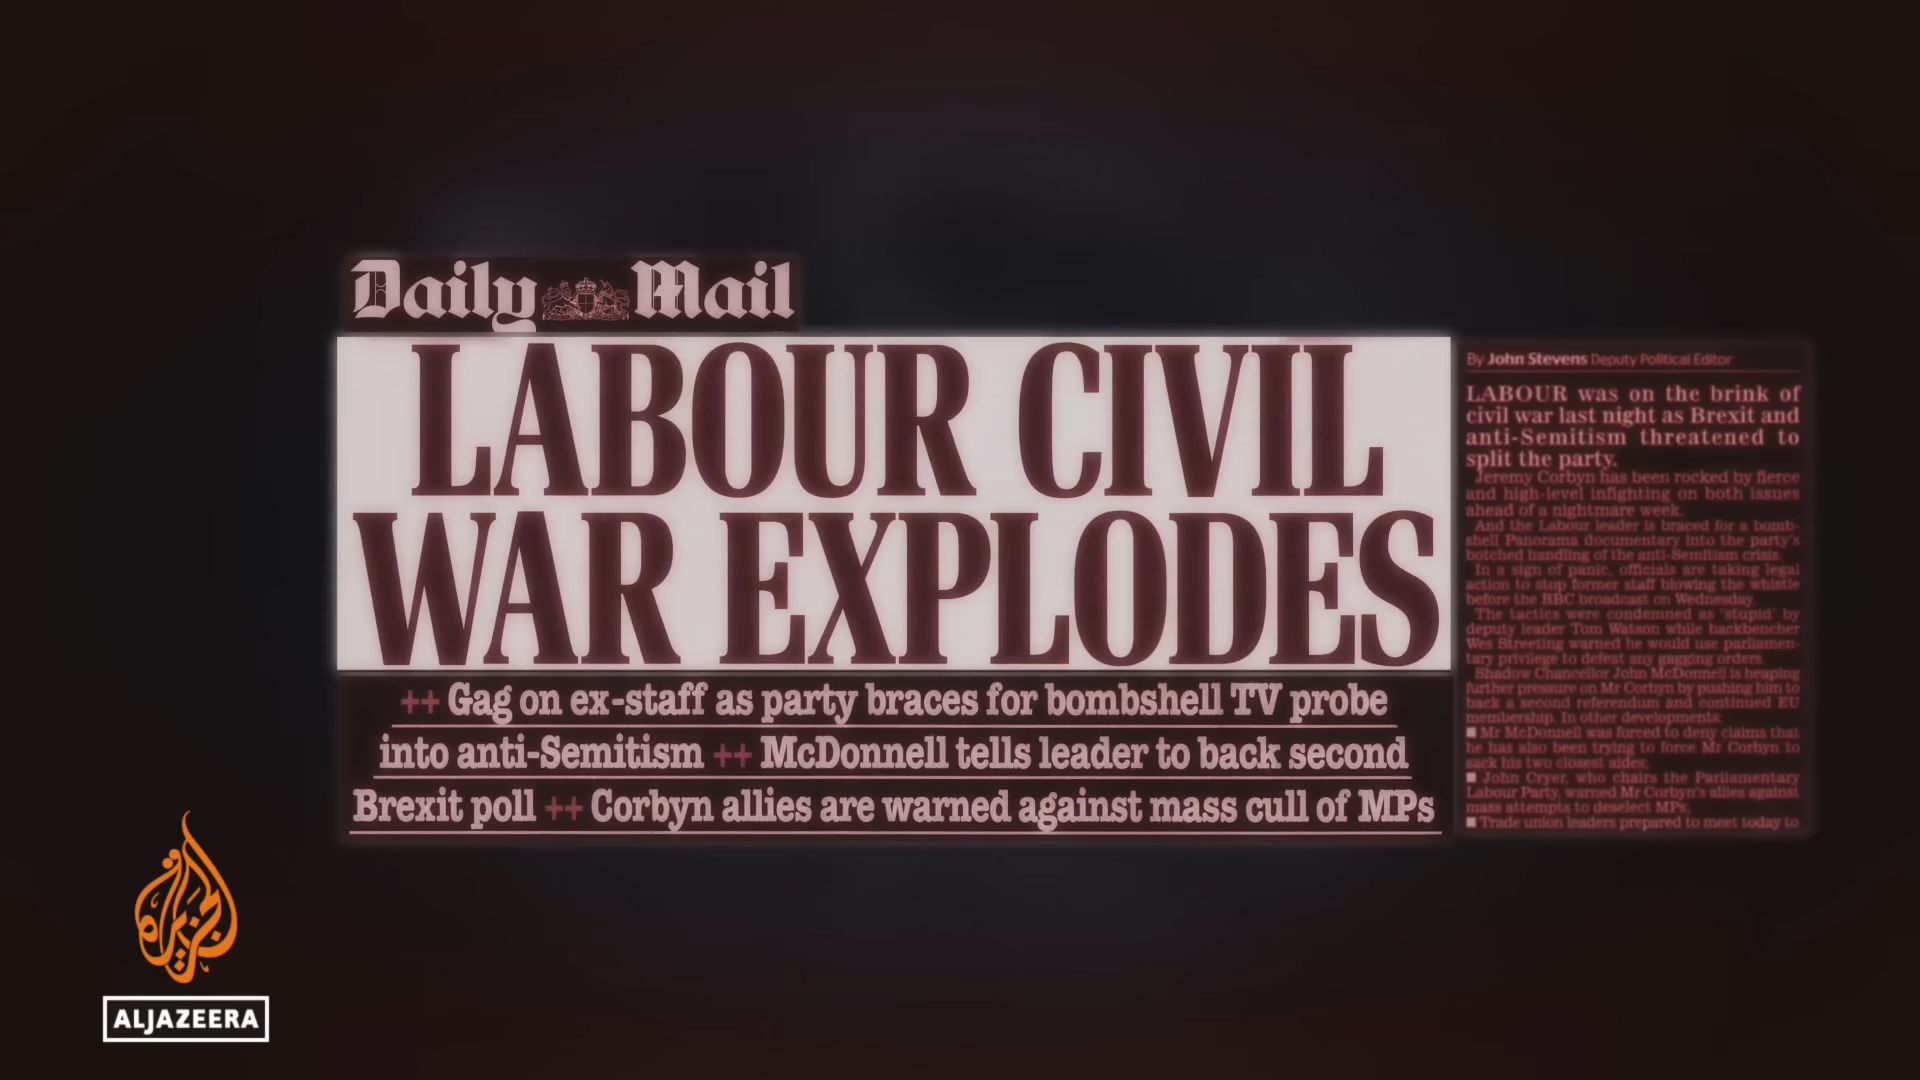 Daily Mail
LABOUR CIVIL
WAR EXPLODES
++ Gag on ex-staff as party braces for bombshell TV probe
into anti-Semitism ++ McDonnell tells leader to back second
Brexit poll ++ Corbyn allies are warned against mass cull of MPs
By John Stevens Deputy Political Editor
LABOUR was on the brink of
civil war last night as Brexit and
anti-Semitism threatened to
split the party.
Jeremy Corbyn has been rocked by fierce
and high-level infighting on both issues
ahead of a nightmare week.
And the Labour leader is braced for a bomb-
shell Panorama documentary into the party's
botched handling of the anti-Semitism crisis.
In a sign of panic, officials are taking legal
action to stop former staff blowing the whistle
before the BBC broadcast on Wednesday.
The tactics were condemned as 'stupid' by
deputy leader Tom Watson while backbencher
Wes Streeting warned he would use parliamen-
tary privilege to defeat any gagging orders.
Shadow Chancellor John McDonnell is heaping
further pressure on Mr Corbyn by pushing him to
back a second referendum and continued EU
membership. In other developments:
■ Mr McDonnell was forced to deny claims that
he has also been trying to force Mr Corbyn to
sack his two closest aides;
■ John Cryer, who chairs the Parliamentary
Labour Party, warned Mr Corbyn's allies against
mass attempts to deselect MPs;
■ Trade union leaders prepared to meet today to
الجزيرة
ALJAZEERA